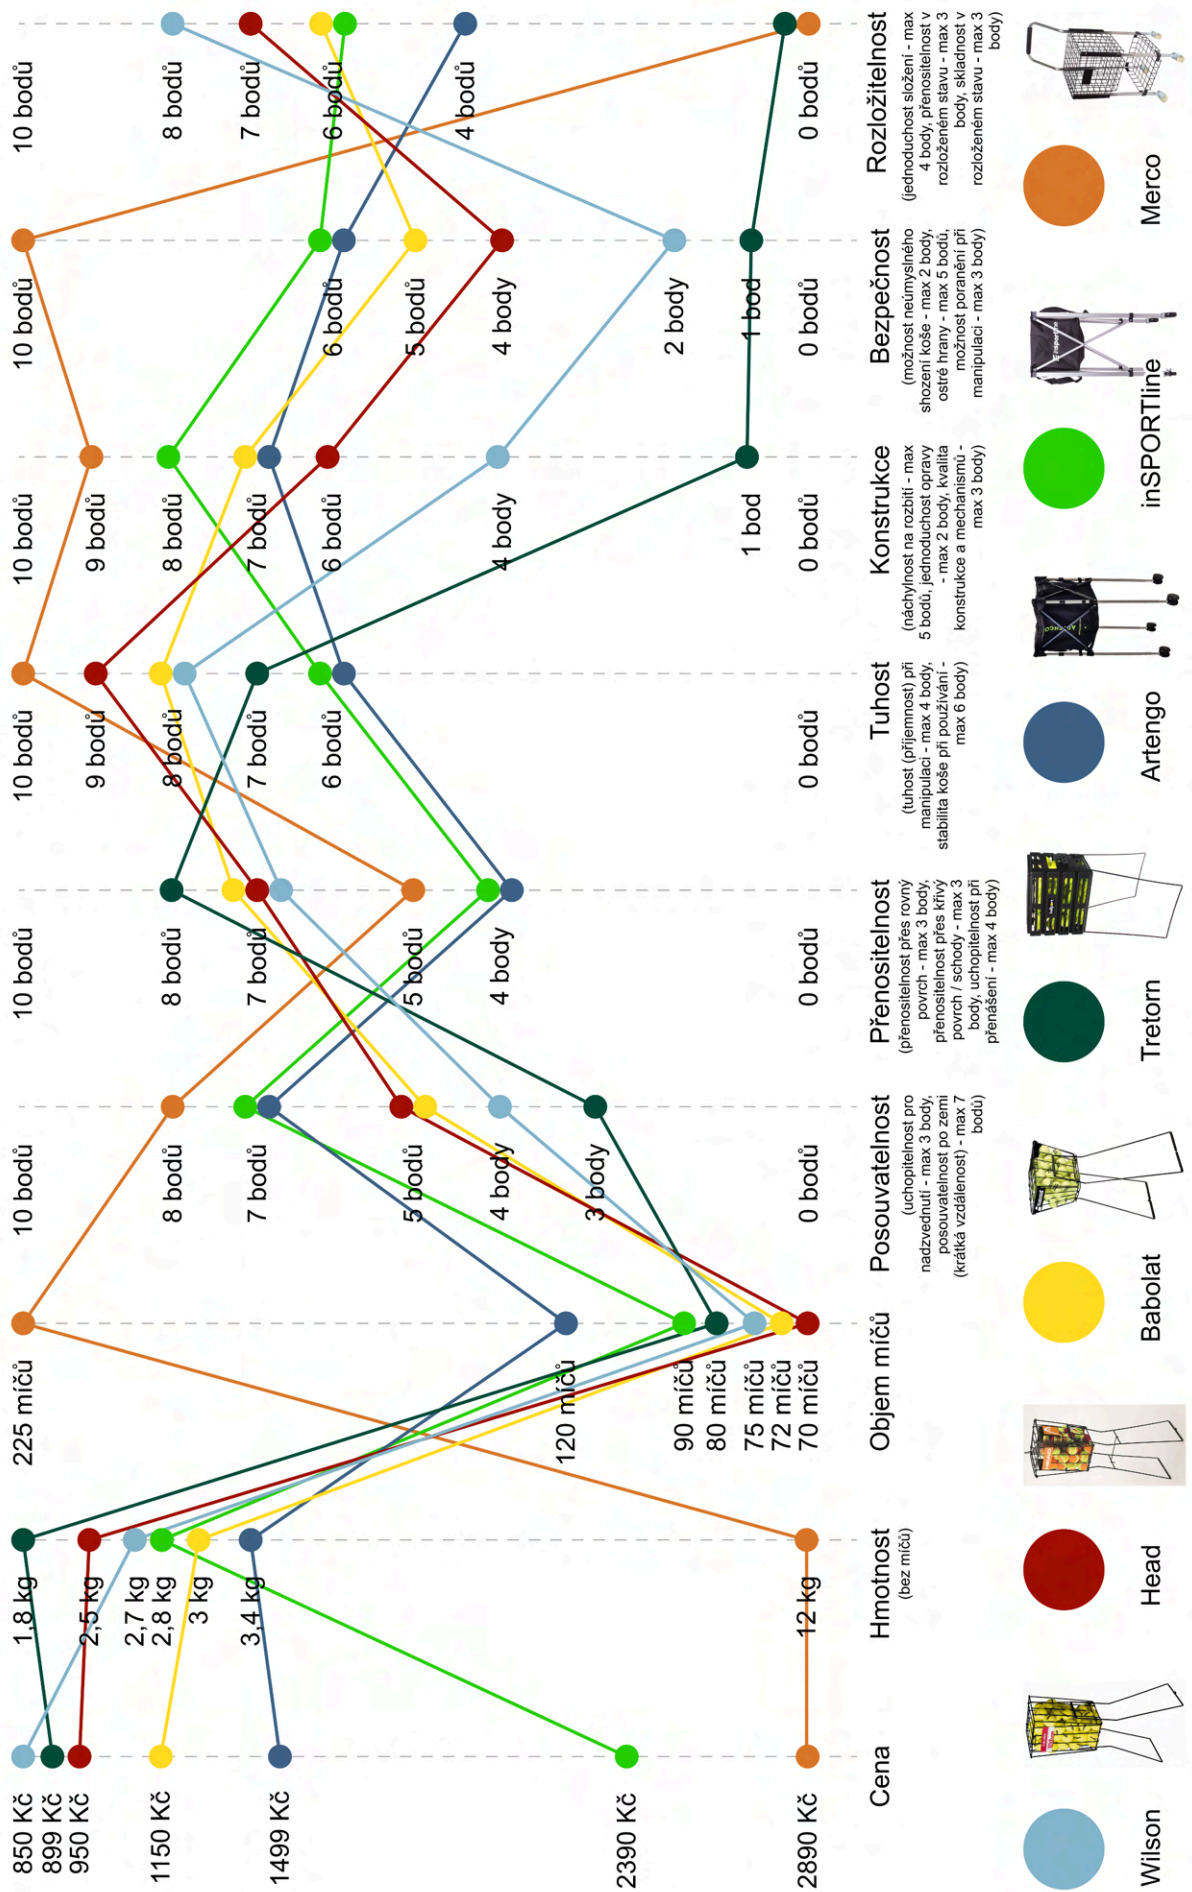 850 Kč
899 Kč
950 Kč
1150 Kč
1499 Kč
2390 Kč
2890 Kč
Cena
1,8 kg
2,5 kg
2,7 kg
2,8 kg
3 kg
3,4 kg
12 kg
Hmotnost
(bez míčů)
225 míčů
120 míčů
90 míčů
80 míčů
75 míčů
72 míčů
70 míčů
Objem míčů
10 bodů
8 bodů
7 bodů
5 bodů
4 body
3 body
0 bodů
Posouvatelnost
(uchopitelnost pro
nadzvednutí - max 3 body,
posouvatelnost po zemi
(krátká vzdálenost) - max 7
bodů)
10 bodů
8 bodů
7 bodů
5 bodů
4 body
0 bodů
Přenositelnost
(přenositelnost přes rovný
povrch - max 3 body,
přenositelnost přes křivý
povrch / schody - max 3
body, uchopitelnost při
přenášení - max 4 body)
10 bodů
9 bodů
8 bodů
7 bodů
6 bodů
0 bodů
Tuhost
(tuhost (příjemnost) při
manipulaci - max 4 body,
stabilita koše při používání -
max 6 body)
10 bodů
9 bodů
8 bodů
7 bodů
6 bodů
4 body
1 bod
0 bodů
Konstrukce
(náchylnost na rozbití - max
5 bodů, jednoduchost opravy
- max 2 body, kvalita
konstrukce a mechanismů -
max 3 body)
10 bodů
6 bodů
5 bodů
4 body
2 body
1 bod
0 bodů
Bezpečnost
(možnost neúmyslného
shození koše - max 2 body,
ostré hrany - max 5 bodů,
možnost poranění při
manipulaci - max 3 body)
10 bodů
8 bodů
7 bodů
6 bodů
4 body
0 bodů
Rozložitelnost
(jednoduchost složení - max
4 body, přenositelnost v
rozloženém stavu - max 3
body, skladnost v
rozloženém stavu - max 3
body)
Wilson
Head
Babolat
Tretorn
Artengo
inSPORTline
Merco